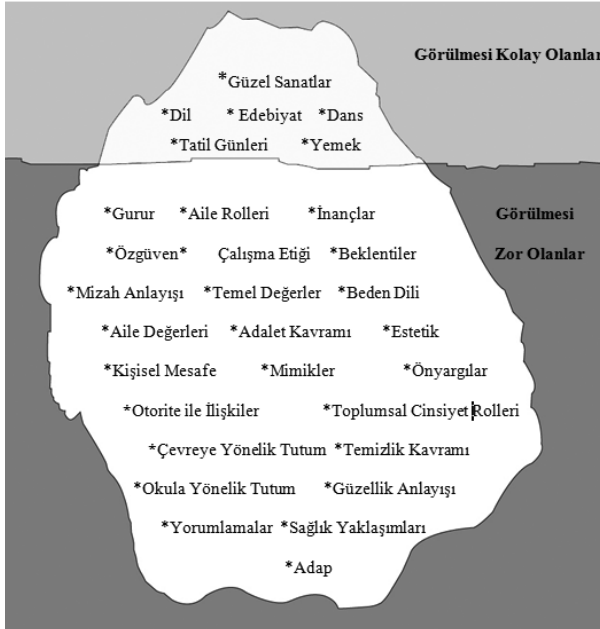 Görülmesi Kolay Olanlar
*Güzel Sanatlar
*Dil * Edebiyat *Dans
*Tatil Günleri *Yemek
*Gurur *Aile Rolleri *İnançlar Görülmesi
*Özgüven* Çalışma Etiği *Beklentiler Zor Olanlar
*Mizah Anlayışı *Temel Değerler *Beden Dili
*Aile Değerleri *Adalet Kavramı *Estetik
*Kişisel Mesafe *Mimikler *Önyargılar
*Otorite ile İlişkiler *Toplumsal Cinsiyet Rolleri
*Çevreye Yönelik Tutum *Temizlik Kavramı
*Okula Yönelik Tutum *Güzellik Anlayışı
*Yorumlamalar *Sağlık Yaklaşımları
*Adap